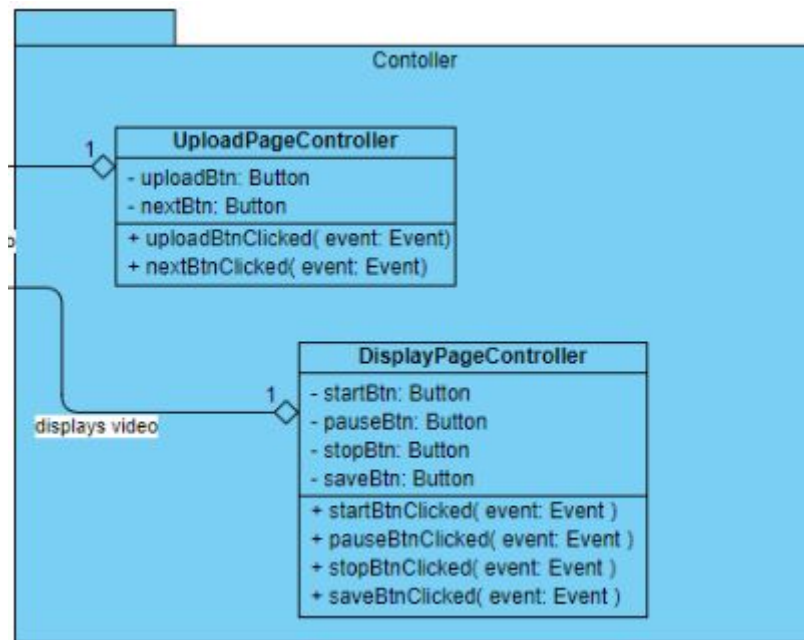 Contoller
1
UploadPageController
- uploadBtn: Button
- nextBtn: Button
+ uploadBtnClicked( event: Event)
+ nextBtnClicked( event: Event)
DisplayPageController
1
- startBtn: Button
- pauseBtn: Button
- stopBtn: Button
- saveBtn: Button
displays video
+ startBtnClicked( event: Event )
+ pauseBtnClicked( event: Event )
+ stopBtnClicked( event: Event )
+ saveBtnClicked( event: Event )